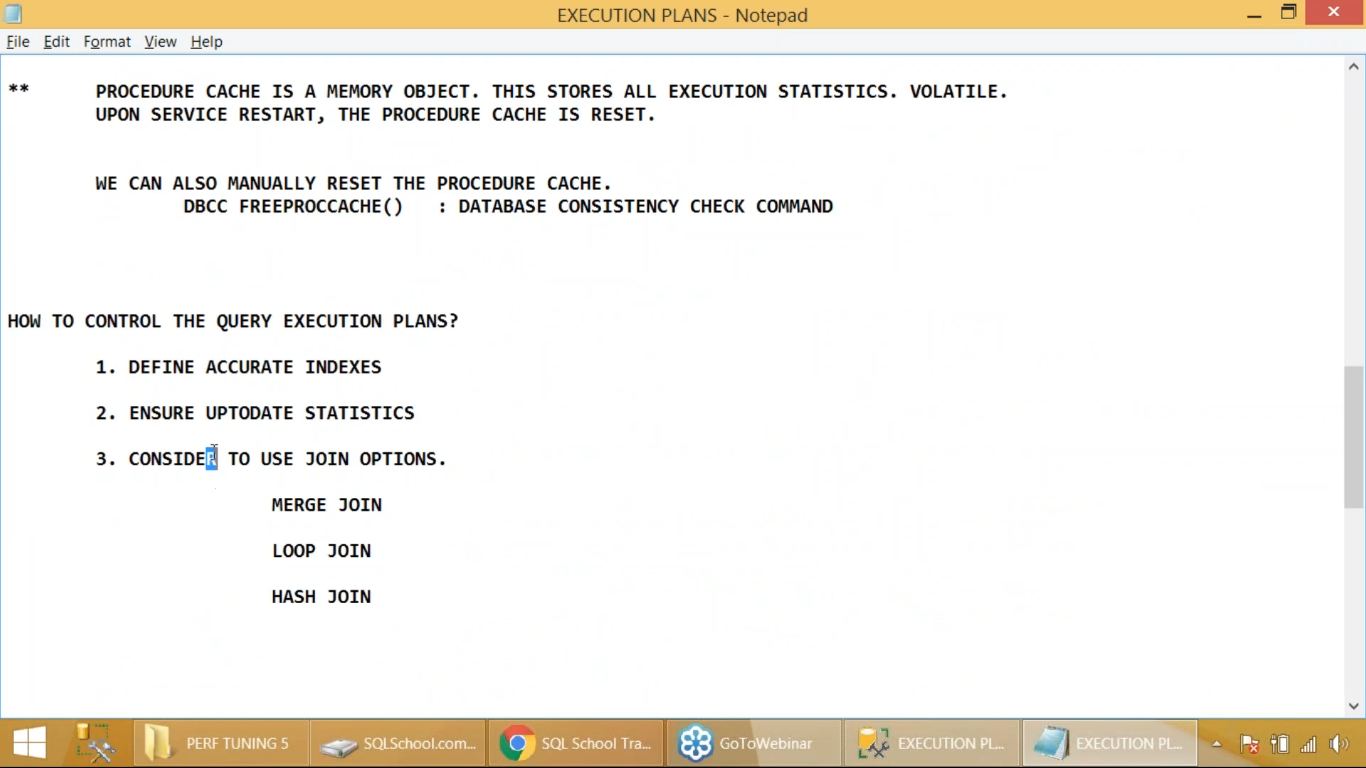 EXECUTION PLANS - Notepad
File Edit Format View Help
** PROCEDURE CACHE IS A MEMORY OBJECT. THIS STORES ALL EXECUTION STATISTICS. VOLATILE.
UPON SERVICE RESTART, THE PROCEDURE CACHE IS RESET.
WE CAN ALSO MANUALLY RESET THE PROCEDURE CACHE.
DBCC FREEPROCCACHE() : DATABASE CONSISTENCY CHECK COMMAND
HOW TO CONTROL THE QUERY EXECUTION PLANS?
1. DEFINE ACCURATE INDEXES
2. ENSURE UPTODATE STATISTICS
3. CONSIDER TO USE JOIN OPTIONS.
MERGE JOIN
LOOP JOIN
HASH JOIN
PERF TUNING 5 SQLSchool.com... SQL School Tra... GoToWebinar EXECUTION PL... EXECUTION PL...